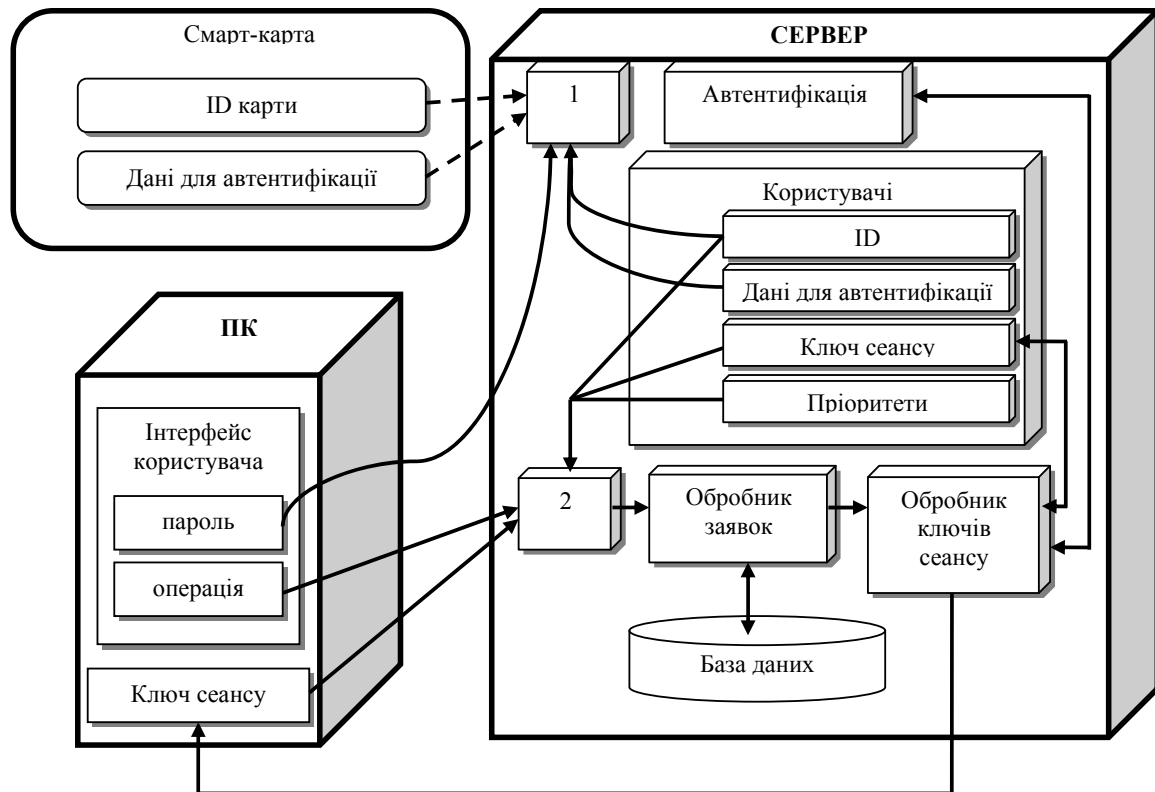 Смарт-карта
ID карти
Дані для автентифікації
СЕРВЕР
1
Автентифікація
Користувачі
ID
Дані для автентифікації
Ключ сеансу
Пріоритети
ПК
Інтерфейс
користувача
пароль
операція
Ключ сеансу
2
Обробник
заявок
Обробник
ключів
сеансу
База даних